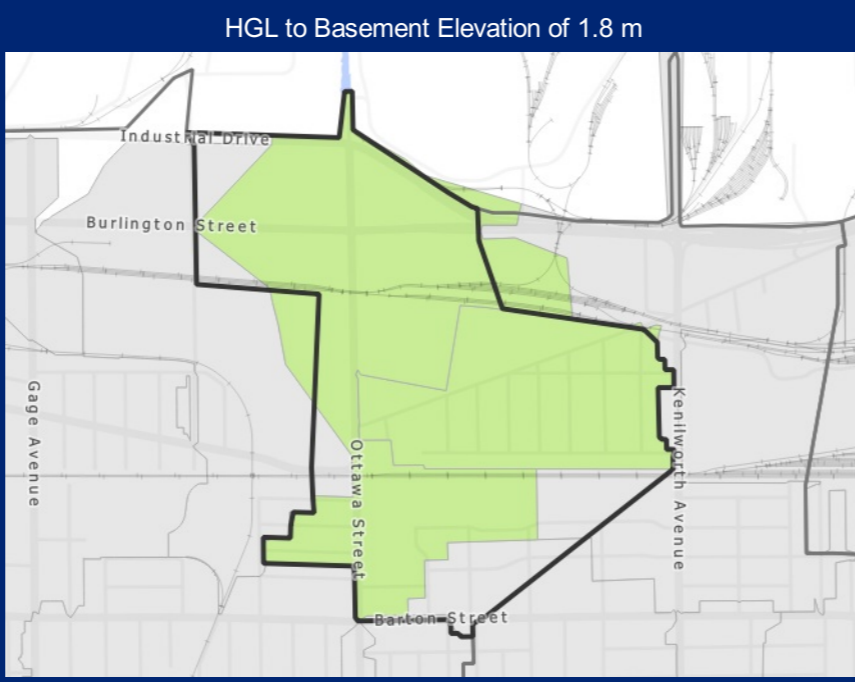 HGL to Basement Elevation of 1.8 m
Industrial Drive
Burlington Street
Gage Avenue
Ottawa Street
Kenilworth Avenue
Barton Street